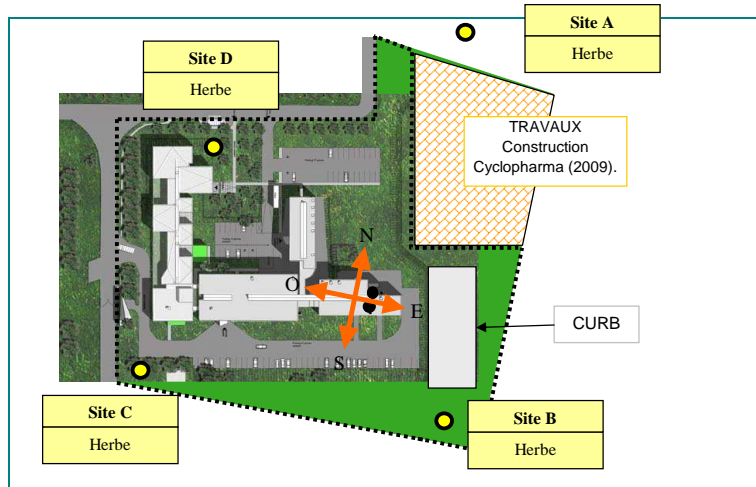 Site A
Herbe
Site D
Herbe
TRAVAUX
Construction
Cyclopharma (2009).
N
O
E
S
CURB
Site C
Herbe
Site B
Herbe